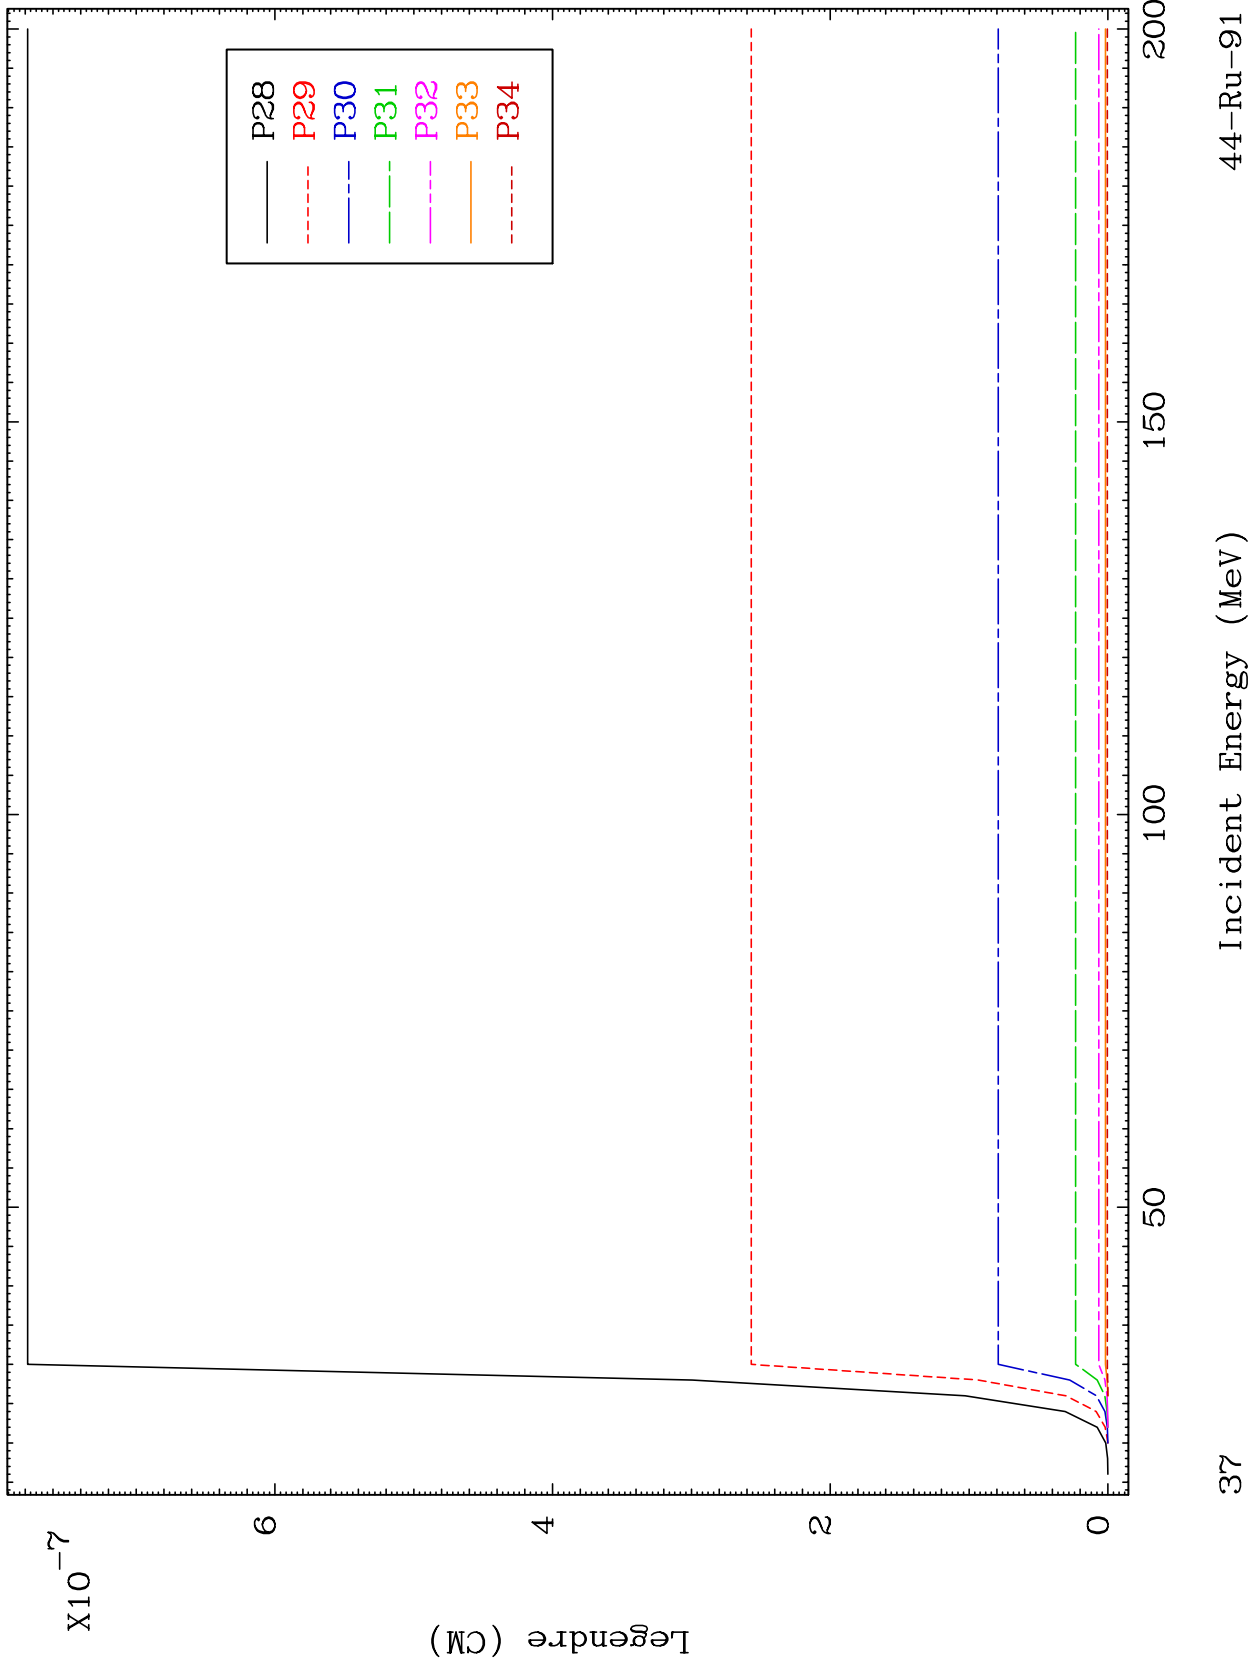 X10-7
Legendre (CM)
6
4
2
0
P28
P29
P30
P31
P32
P33
P34
50
100
150
200
Incident Energy (MeV)
37
44-Ru-91